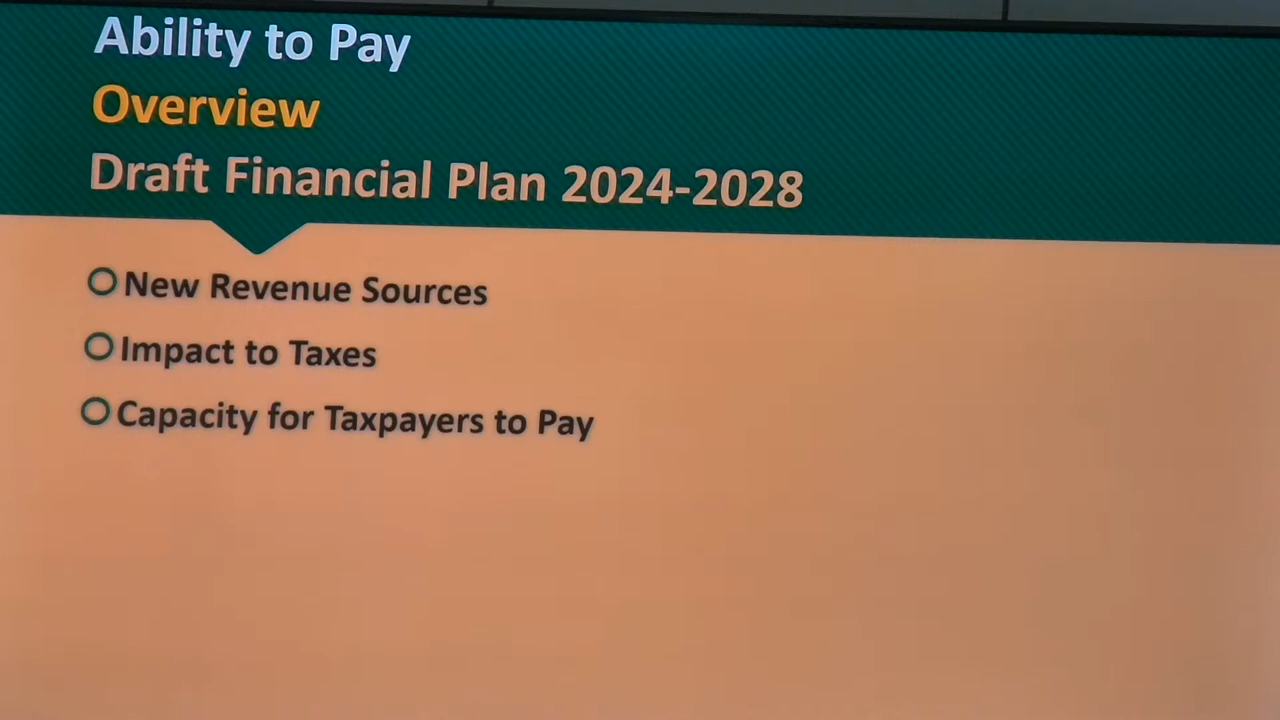 Ability to Pay
Overview
Draft Financial Plan 2024-2028
New Revenue Sources
Impact to Taxes
Capacity for Taxpayers to Pay